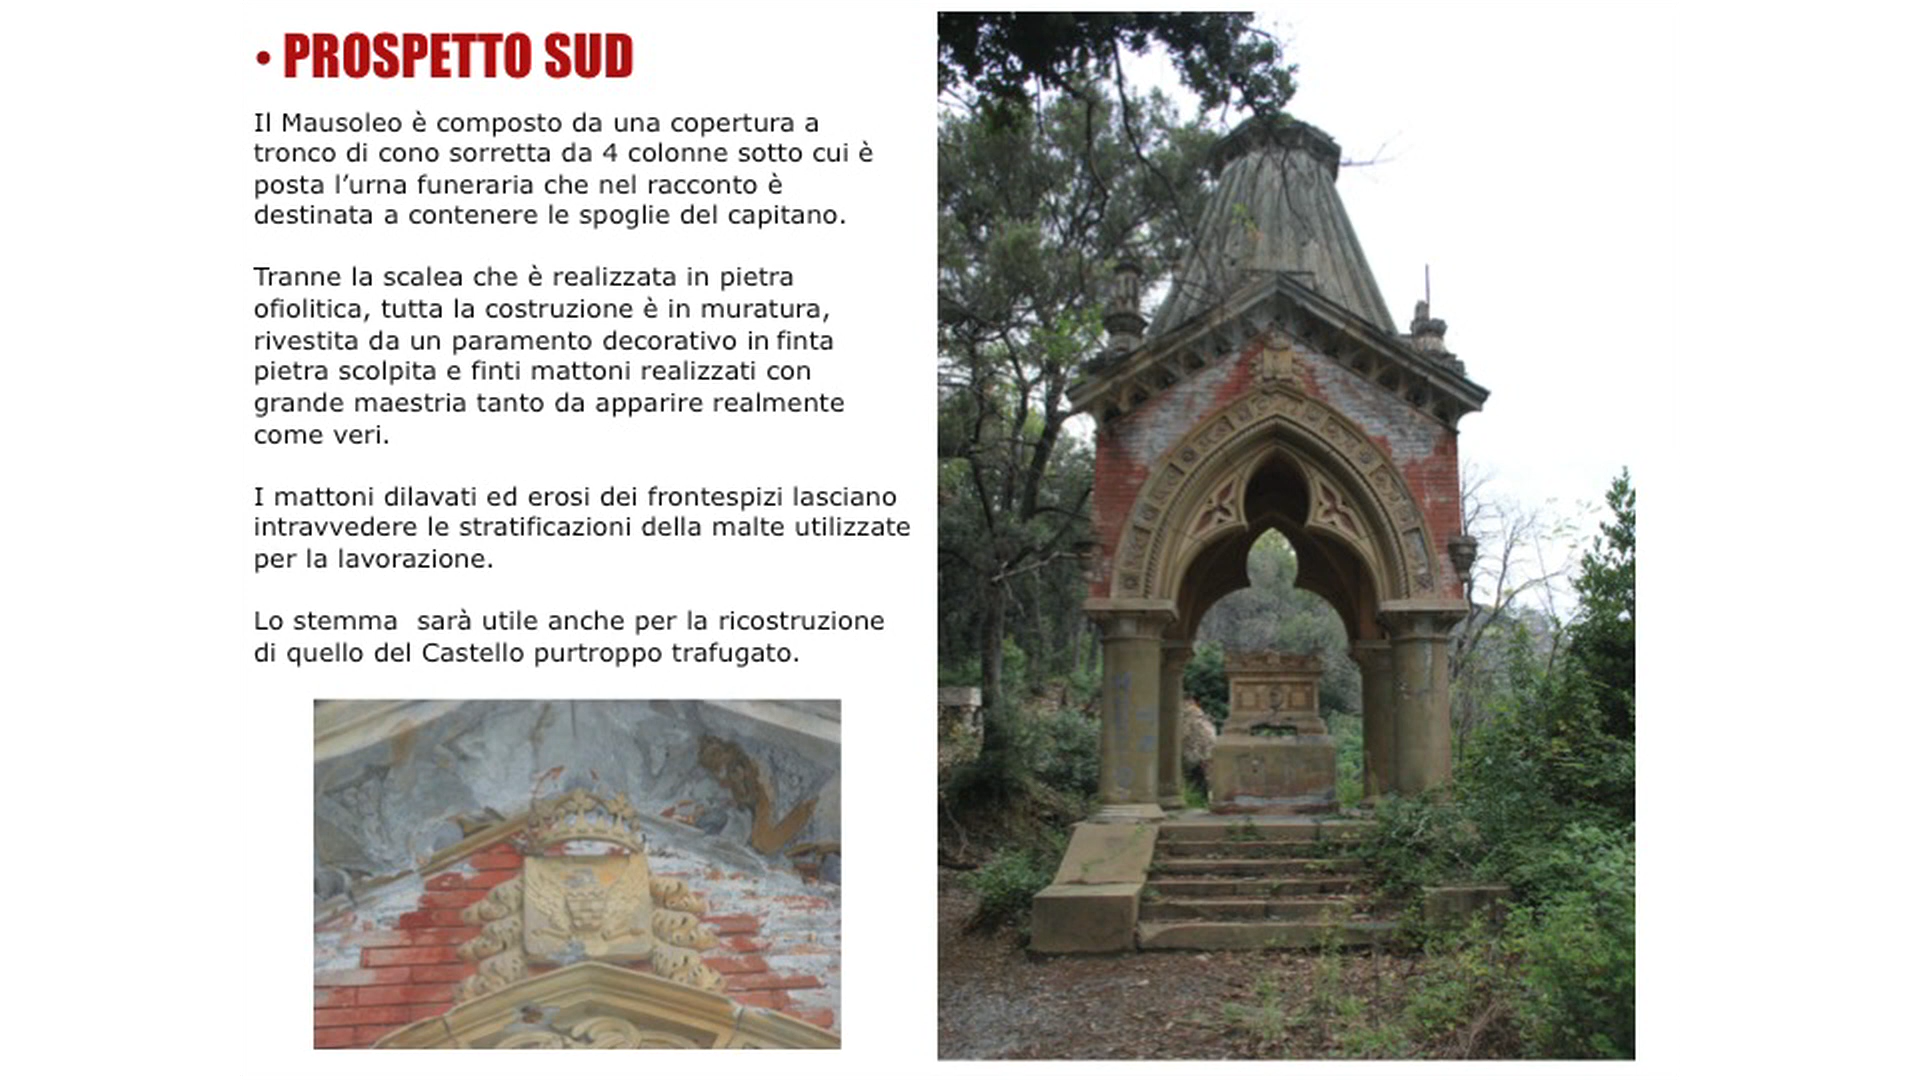 • PROSPETTO SUD
Il Mausoleo è composto da una copertura a
tronco di cono sorretta da 4 colonne sotto cui è
posta l’urna funeraria che nel racconto è
destinata a contenere le spoglie del capitano.
Tranne la scalea che è realizzata in pietra
ofiolitica, tutta la costruzione è in muratura,
rivestita da un paramento decorativo in finta
pietra scolpita e finti mattoni realizzati con
grande maestria tanto da apparire realmente
come veri.
I mattoni dilavati ed erosi dei frontespizi lasciano
intravvedere le stratificazioni della malte utilizzate
per la lavorazione.
Lo stemma  sarà utile anche per la ricostruzione
di quello del Castello purtroppo trafugato.